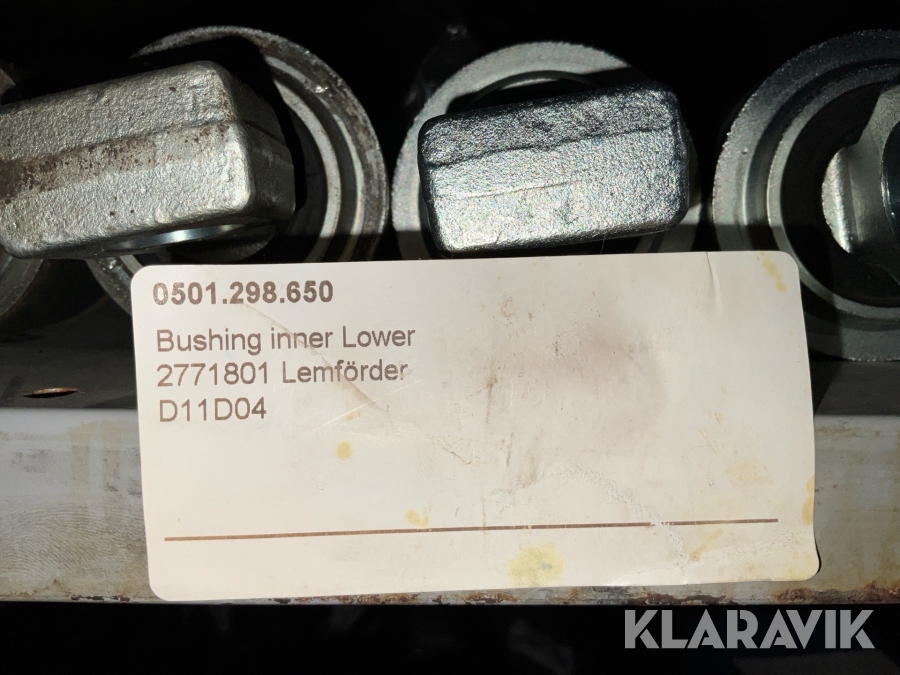 0501.298.650
Bushing inner Lower
2771801 Lemförder
D11D04
KLARAVIK